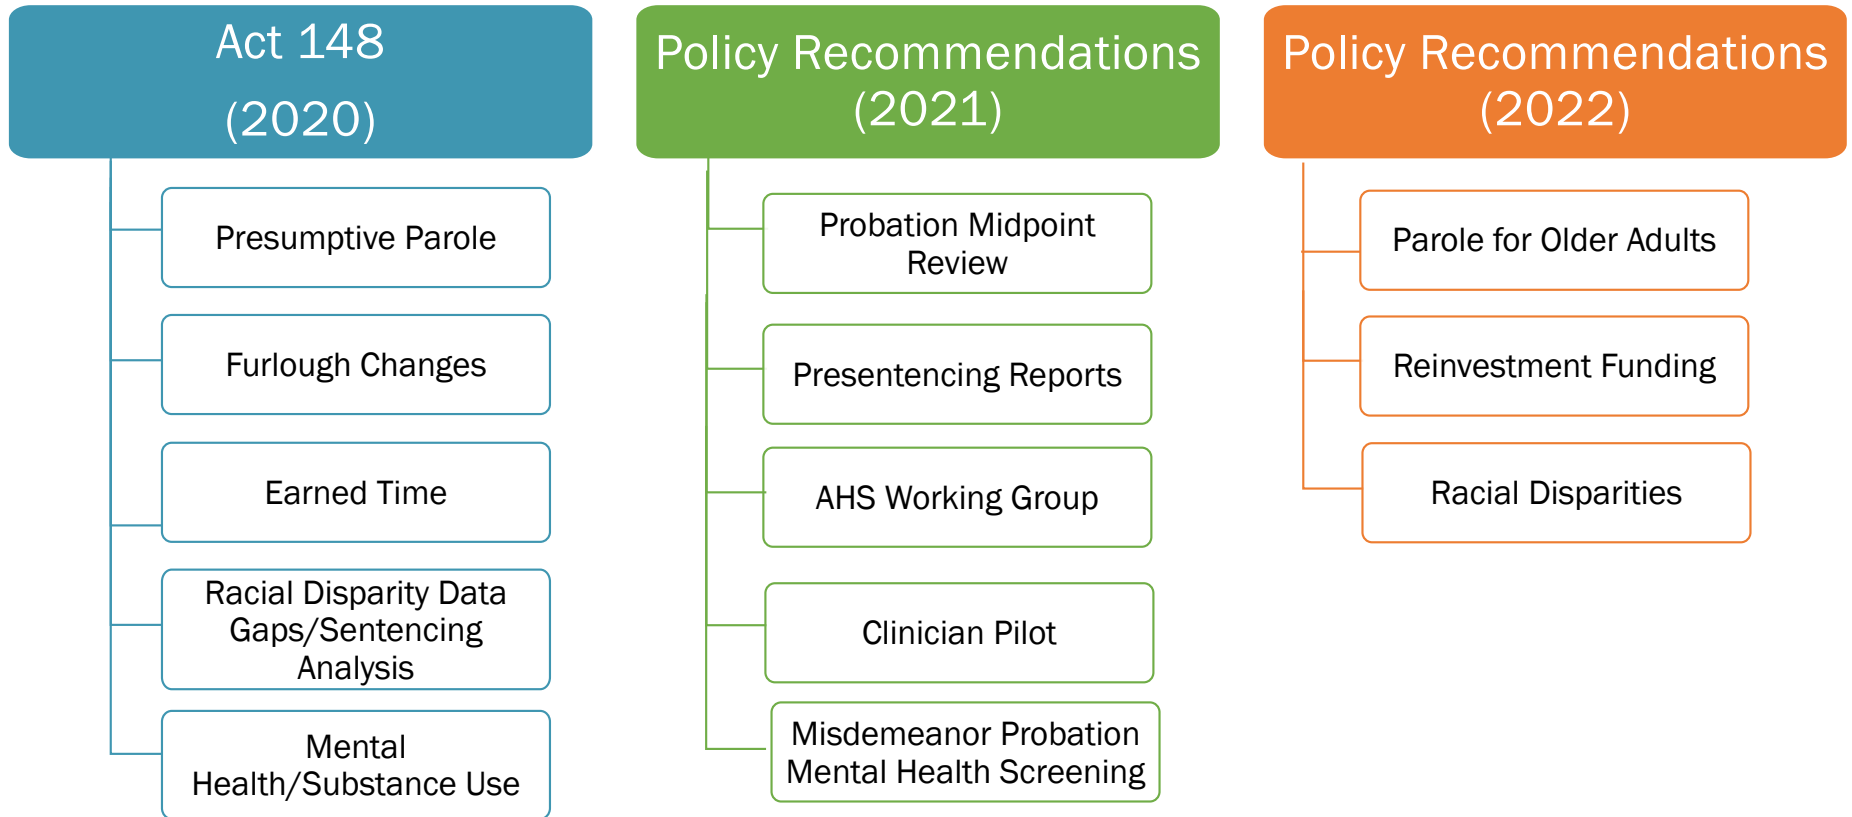 Act 148
(2020)
Presumptive Parole
Furlough Changes
Earned Time
Racial Disparity Data
Gaps/Sentencing
Analysis
Mental
Health/Substance Use
Policy Recommendations
(2021)
Probation Midpoint
Review
Presentencing Reports
AHS Working Group
Clinician Pilot
Misdemeanor Probation
Mental Health Screening
Policy Recommendations
(2022)
Parole for Older Adults
Reinvestment Funding
Racial Disparities